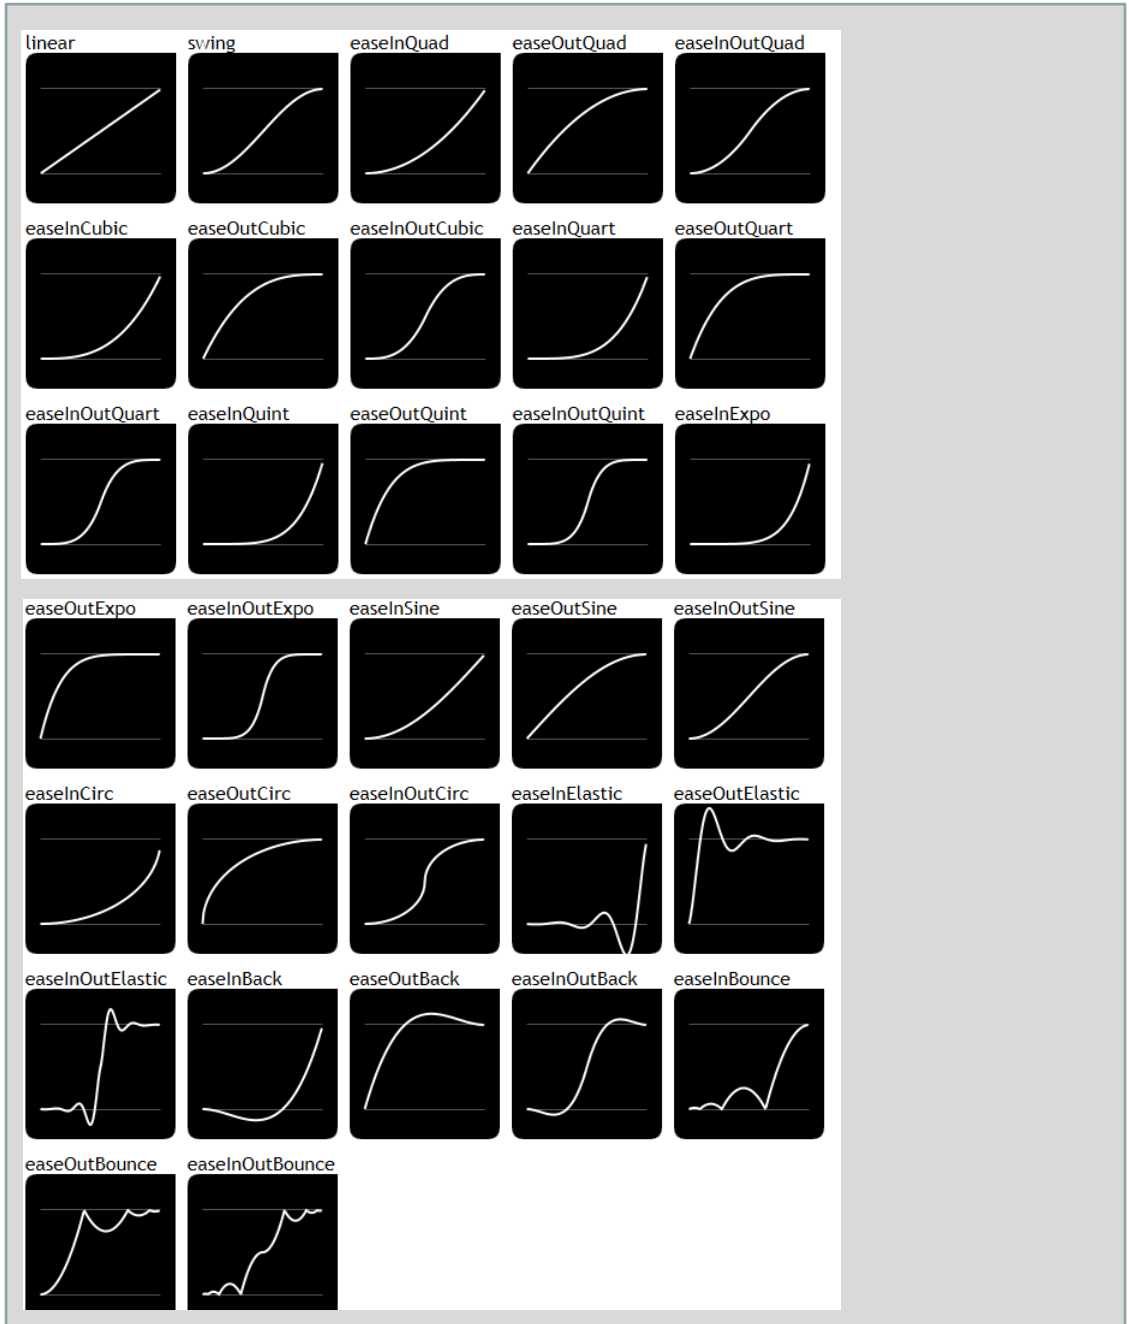 linear swing easeInQuad easeOutQuad easeInOutQuad
easeInCubic easeOutCubic easeInOutCubic easeInQuart easeOutQuart
easeInOutQuart easeInQuint easeOutQuint easeInOutQuint easeInExpo
easeOutExpo easeInOutExpo easeInSine easeOutSine easeInOutSine
easeInCirc easeOutCirc easeInOutCirc easeInElastic easeOutElastic
easeInOutElastic easeInBack easeOutBack easeInOutBack easeInBounce
easeOutBounce easeInOutBounce